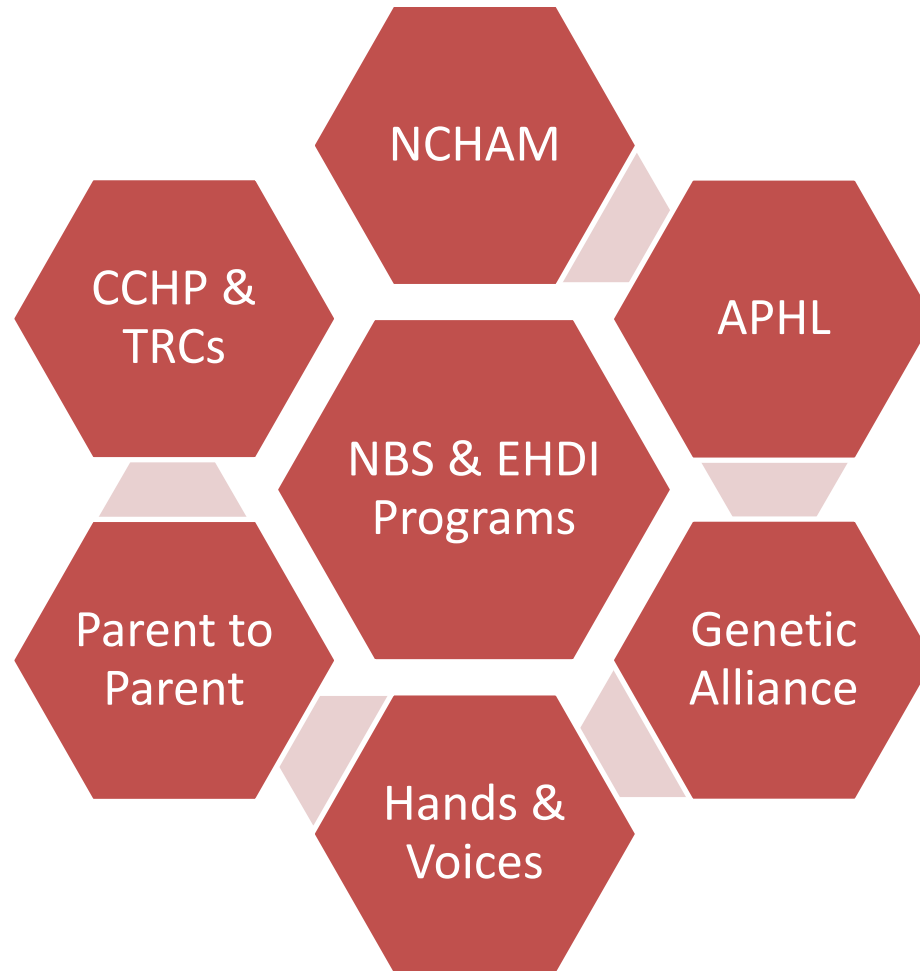 NCHAM
CCHP &
TRCs
APHL
NBS & EHDI
Programs
Parent to
Parent
Genetic
Alliance
Hands &
Voices